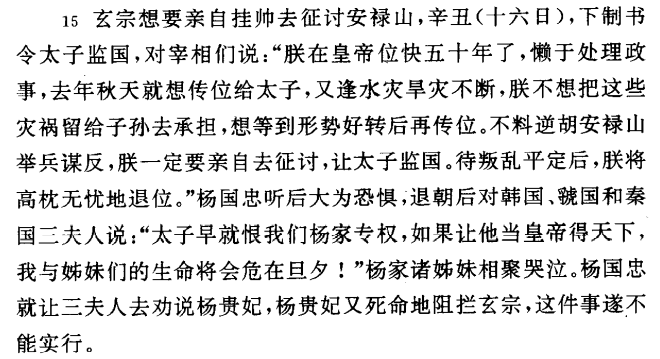 15 玄宗想要亲自挂帅去征讨安禄山,辛丑(十六日),下制书
令太子监国,对宰相们说:“朕在皇帝位快五十年了,懒于处理政
事,去年秋天就想传位给太子,又逢水灾旱灾不断,朕不想把这些
灾祸留给子孙去承担,想等到形势好转后再传位。不料逆胡安禄山
举兵谋反,朕一定要亲自去征讨,让太子监国。待叛乱平定后,朕将
高枕无忧地退位。”杨国忠听后大为恐惧,退朝后对韩国、虢国和秦
国三夫人说:“太子早就恨我们杨家专权,如果让他当皇帝得天下,
我与姊妹们的生命将会危在旦夕!”杨家诸姊妹相聚哭泣。杨国忠
就让三夫人去劝说杨贵妃,杨贵妃又死命地阻拦玄宗,这件事遂不
能实行。